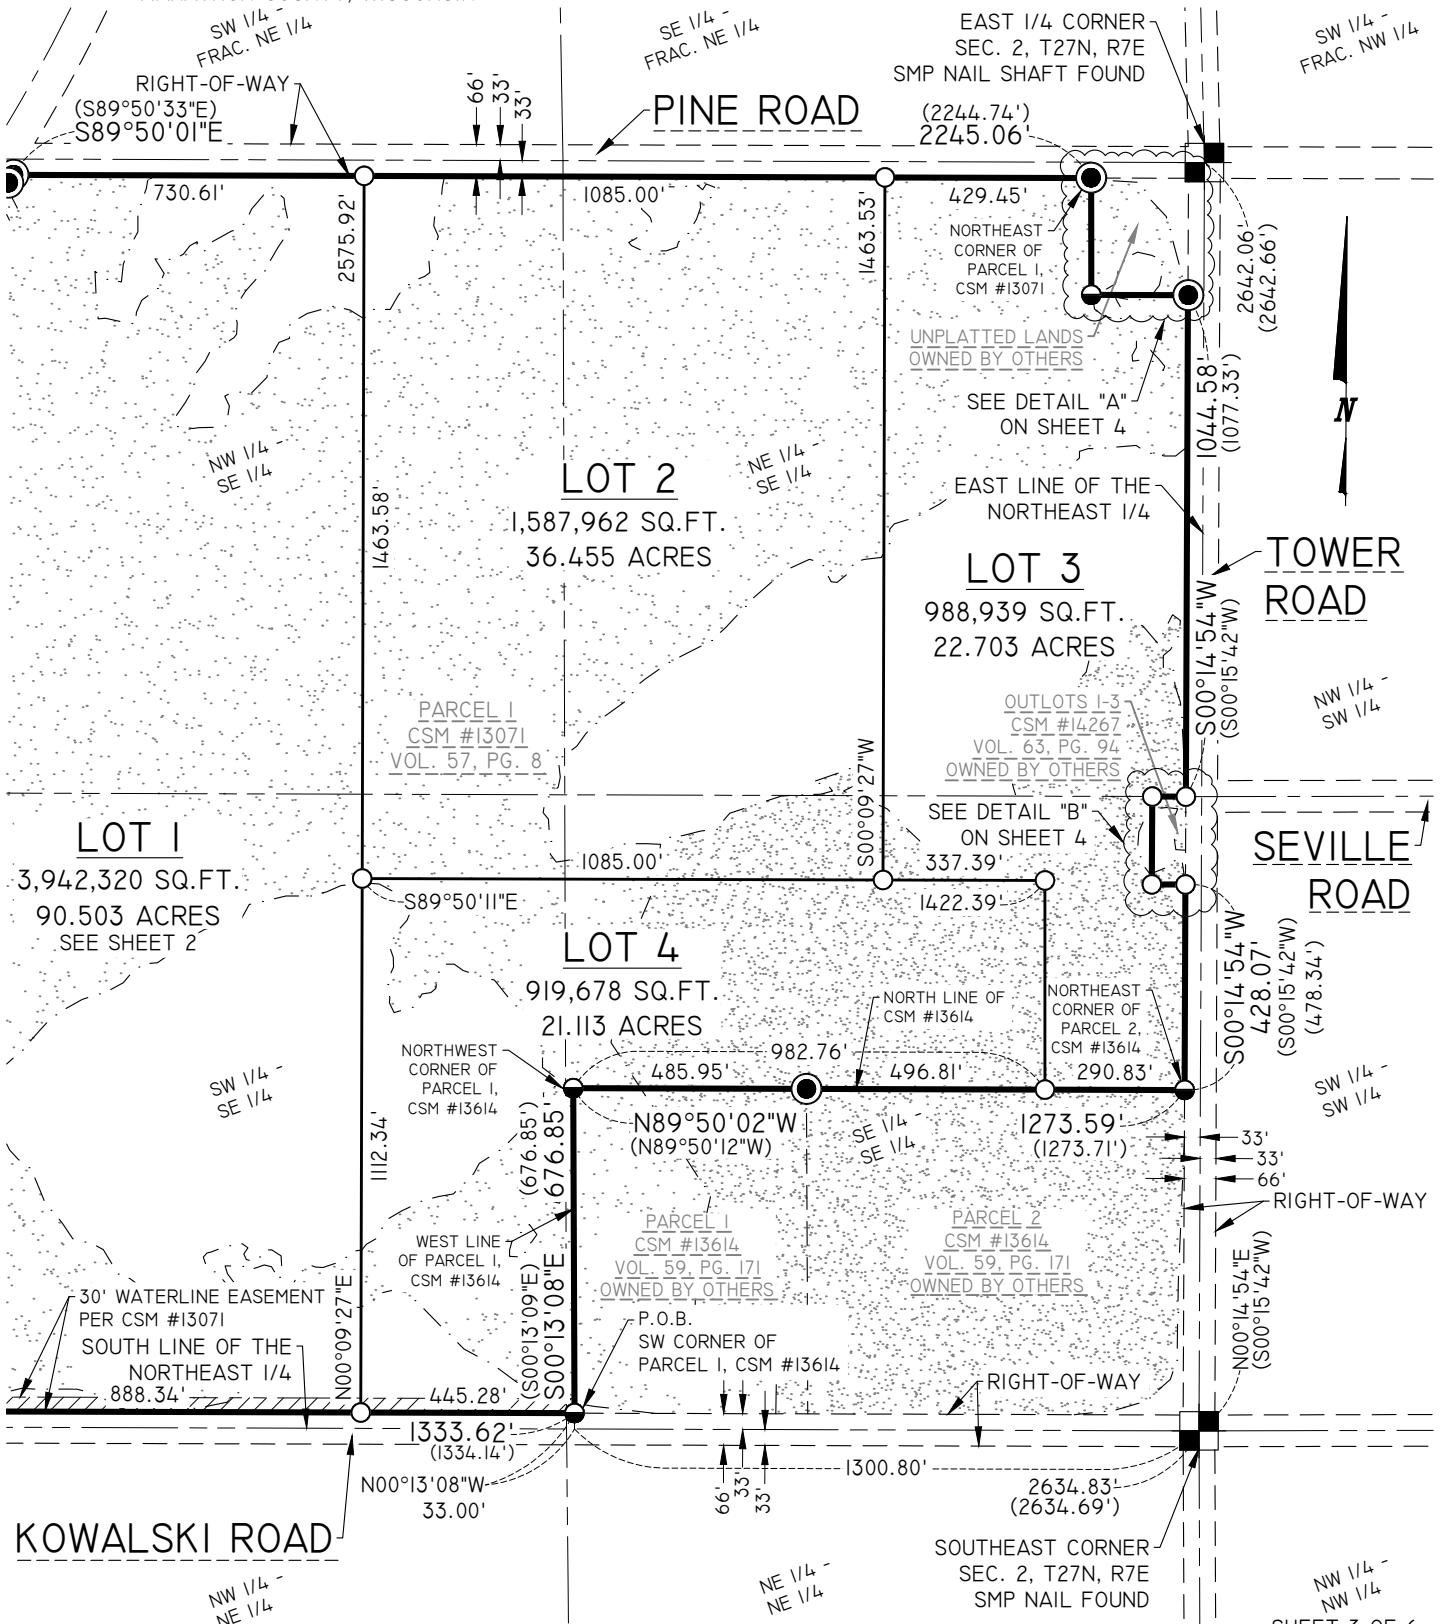 SW 1/4 -
FRAC. NE 1/4
SE 1/4 -
FRAC. NE 1/4
EAST 1/4 CORNER
SEC. 2, T27N, R7E
SMP NAIL SHAFT FOUND
SW 1/4 -
FRAC. NW 1/4
RIGHT-OF-WAY
(S89°50'33"E)
S89°50'01"E
66'
33'
33'
PINE ROAD
(2244.74')
2245.06'
730.61'
1085.00'
429.45'
2575.92'
1463.53'
NORTHEAST
CORNER OF
PARCEL 1,
CSM #13071
2642.06'
(2642.66')
UNPLATTED LANDS
OWNED BY OTHERS
SEE DETAIL "A"
ON SHEET 4
1044.58'
(1077.33')
N
NW 1/4 -
SE 1/4
NE 1/4 -
SE 1/4
LOT 2
1,587,962 SQ.FT.
36.455 ACRES
1463.58'
EAST LINE OF THE
NORTHEAST 1/4
TOWER
ROAD
LOT 3
988,939 SQ.FT.
22.703 ACRES
S00°14'54"W
(S00°15'42"W)
NW 1/4 -
SW 1/4
PARCEL 1
CSM #13071
VOL. 57, PG. 8
OUTLOTS 1-3
CSM #14267
VOL. 63, PG. 94
OWNED BY OTHERS
S00°09'27"W
SEE DETAIL "B"
ON SHEET 4
SEVILLE
ROAD
LOT 1
3,942,320 SQ.FT.
90.503 ACRES
SEE SHEET 2
1085.00'
337.39'
S89°50'11"E
1422.39'
LOT 4
919,678 SQ.FT.
21.113 ACRES
NORTH LINE OF
CSM #13614
NORTHEAST
CORNER OF
PARCEL 2,
CSM #13614
S00°14'54"W
428.07'
(S00°15'42"W)
(478.34')
NORTHWEST
CORNER OF
PARCEL 1,
CSM #13614
982.76'
485.95'
496.81'
290.83'
SW 1/4 -
SE 1/4
N89°50'02"W
(N89°50'12"W)
SE 1/4 -
SE 1/4
1273.59'
(1273.71')
SW 1/4 -
SW 1/4
33'
33'
66'
RIGHT-OF-WAY
1112.34'
(676.85')
676.85'
WEST LINE
OF PARCEL 1,
CSM #13614
PARCEL 1
CSM #13614
VOL. 59, PG. 171
OWNED BY OTHERS
PARCEL 2
CSM #13614
VOL. 59, PG. 171
OWNED BY OTHERS
(S00°13'09"E)
S00°13'08"E
N00°14'54"E
(S00°15'42"W)
30' WATERLINE EASEMENT
PER CSM #13071
SOUTH LINE OF THE
NORTHEAST 1/4
N00°09'27"E
P.O.B.
SW CORNER OF
PARCEL 1, CSM #13614
RIGHT-OF-WAY
888.34'
445.28'
1333.62'
(1334.14')
N00°13'08"W
33.00'
66'
33'
33'
1300.80'
2634.83'
(2634.69')
KOWALSKI ROAD
SOUTHEAST CORNER
SEC. 2, T27N, R7E
SMP NAIL FOUND
NW 1/4 -
NE 1/4
NE 1/4 -
NE 1/4
NW 1/4 -
NW 1/4